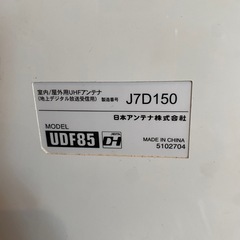 室内/屋外用UHFアンテナ
(地上デジタル放送受信用) 製造番号 J7D150
日本アンテナ株式会社
MODEL MADE IN CHINA
UDF85 DH 5102704